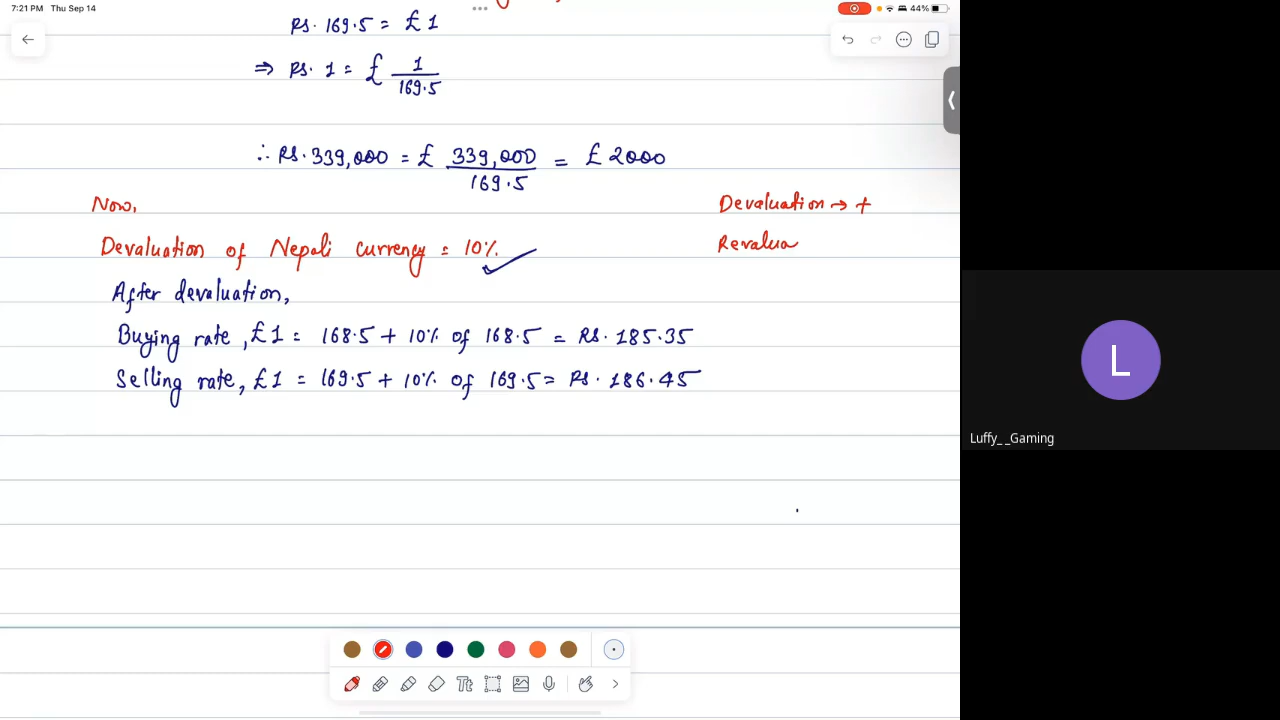 7:21 PM Thu Sep 14
44%
Rs. 169.5 = £ 1
⇒ Rs. 1 = £ 1/169.5
∴ Rs. 339,000 = £ 339,000/169.5 = £ 2000
Now,
Devaluation → +
Devaluation of Nepali currency = 10%
Revalua
After devaluation,
Buying rate, £1 = 168.5 + 10% of 168.5 = Rs. 185.35
Selling rate, £1 = 169.5 + 10% of 169.5 = Rs. 186.45
L
Luffy_ _Gaming
Tt